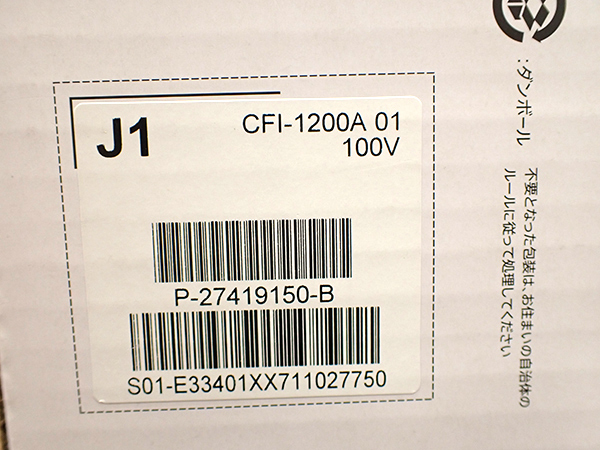 J1
CFI-1200A 01
100V
P-27419150-B
S01-E33401XX711027750
:ダンボール
不要となった包装は、お住まいの自治体の
ルールに従って処理してください